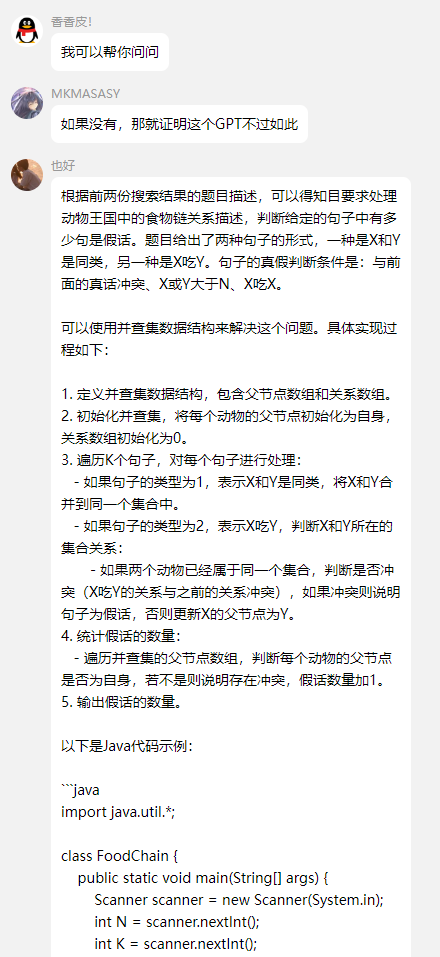 香香皮!
我可以帮你问问
MKMASASY
如果没有，那就证明这个GPT不过如此
也好
根据前两份搜索结果的题目描述，可以得知目要求处理
动物王国中的食物链关系描述，判断给定的句子中有多
少句是假话。题目给出了两种句子的形式，一种是X和Y
是同类，另一种是X吃Y。句子的真假判断条件是：与前
面的真话冲突、X或Y大于N、X吃X。
可以使用并查集数据结构来解决这个问题。具体实现过
程如下：
1. 定义并查集数据结构，包含父节点数组和关系数组。
2. 初始化并查集，将每个动物的父节点初始化为自身，
关系数组初始化为0。
3. 遍历K个句子，对每个句子进行处理：
- 如果句子的类型为1，表示X和Y是同类，将X和Y合
并到同一个集合中。
- 如果句子的类型为2，表示X吃Y，判断X和Y所在的
集合关系：
- 如果两个动物已经属于同一个集合，判断是否冲
突（X吃Y的关系与之前的关系冲突），如果冲突则说明
句子为假话，否则更新X的父节点为Y。
4. 统计假话的数量：
- 遍历并查集的父节点数组，判断每个动物的父节点
是否为自身，若不是则说明存在冲突，假话数量加1。
5. 输出假话的数量。
以下是Java代码示例：
```java
import java.util.*;
class FoodChain {
public static void main(String[] args) {
Scanner scanner = new Scanner(System.in);
int N = scanner.nextInt();
int K = scanner.nextInt();